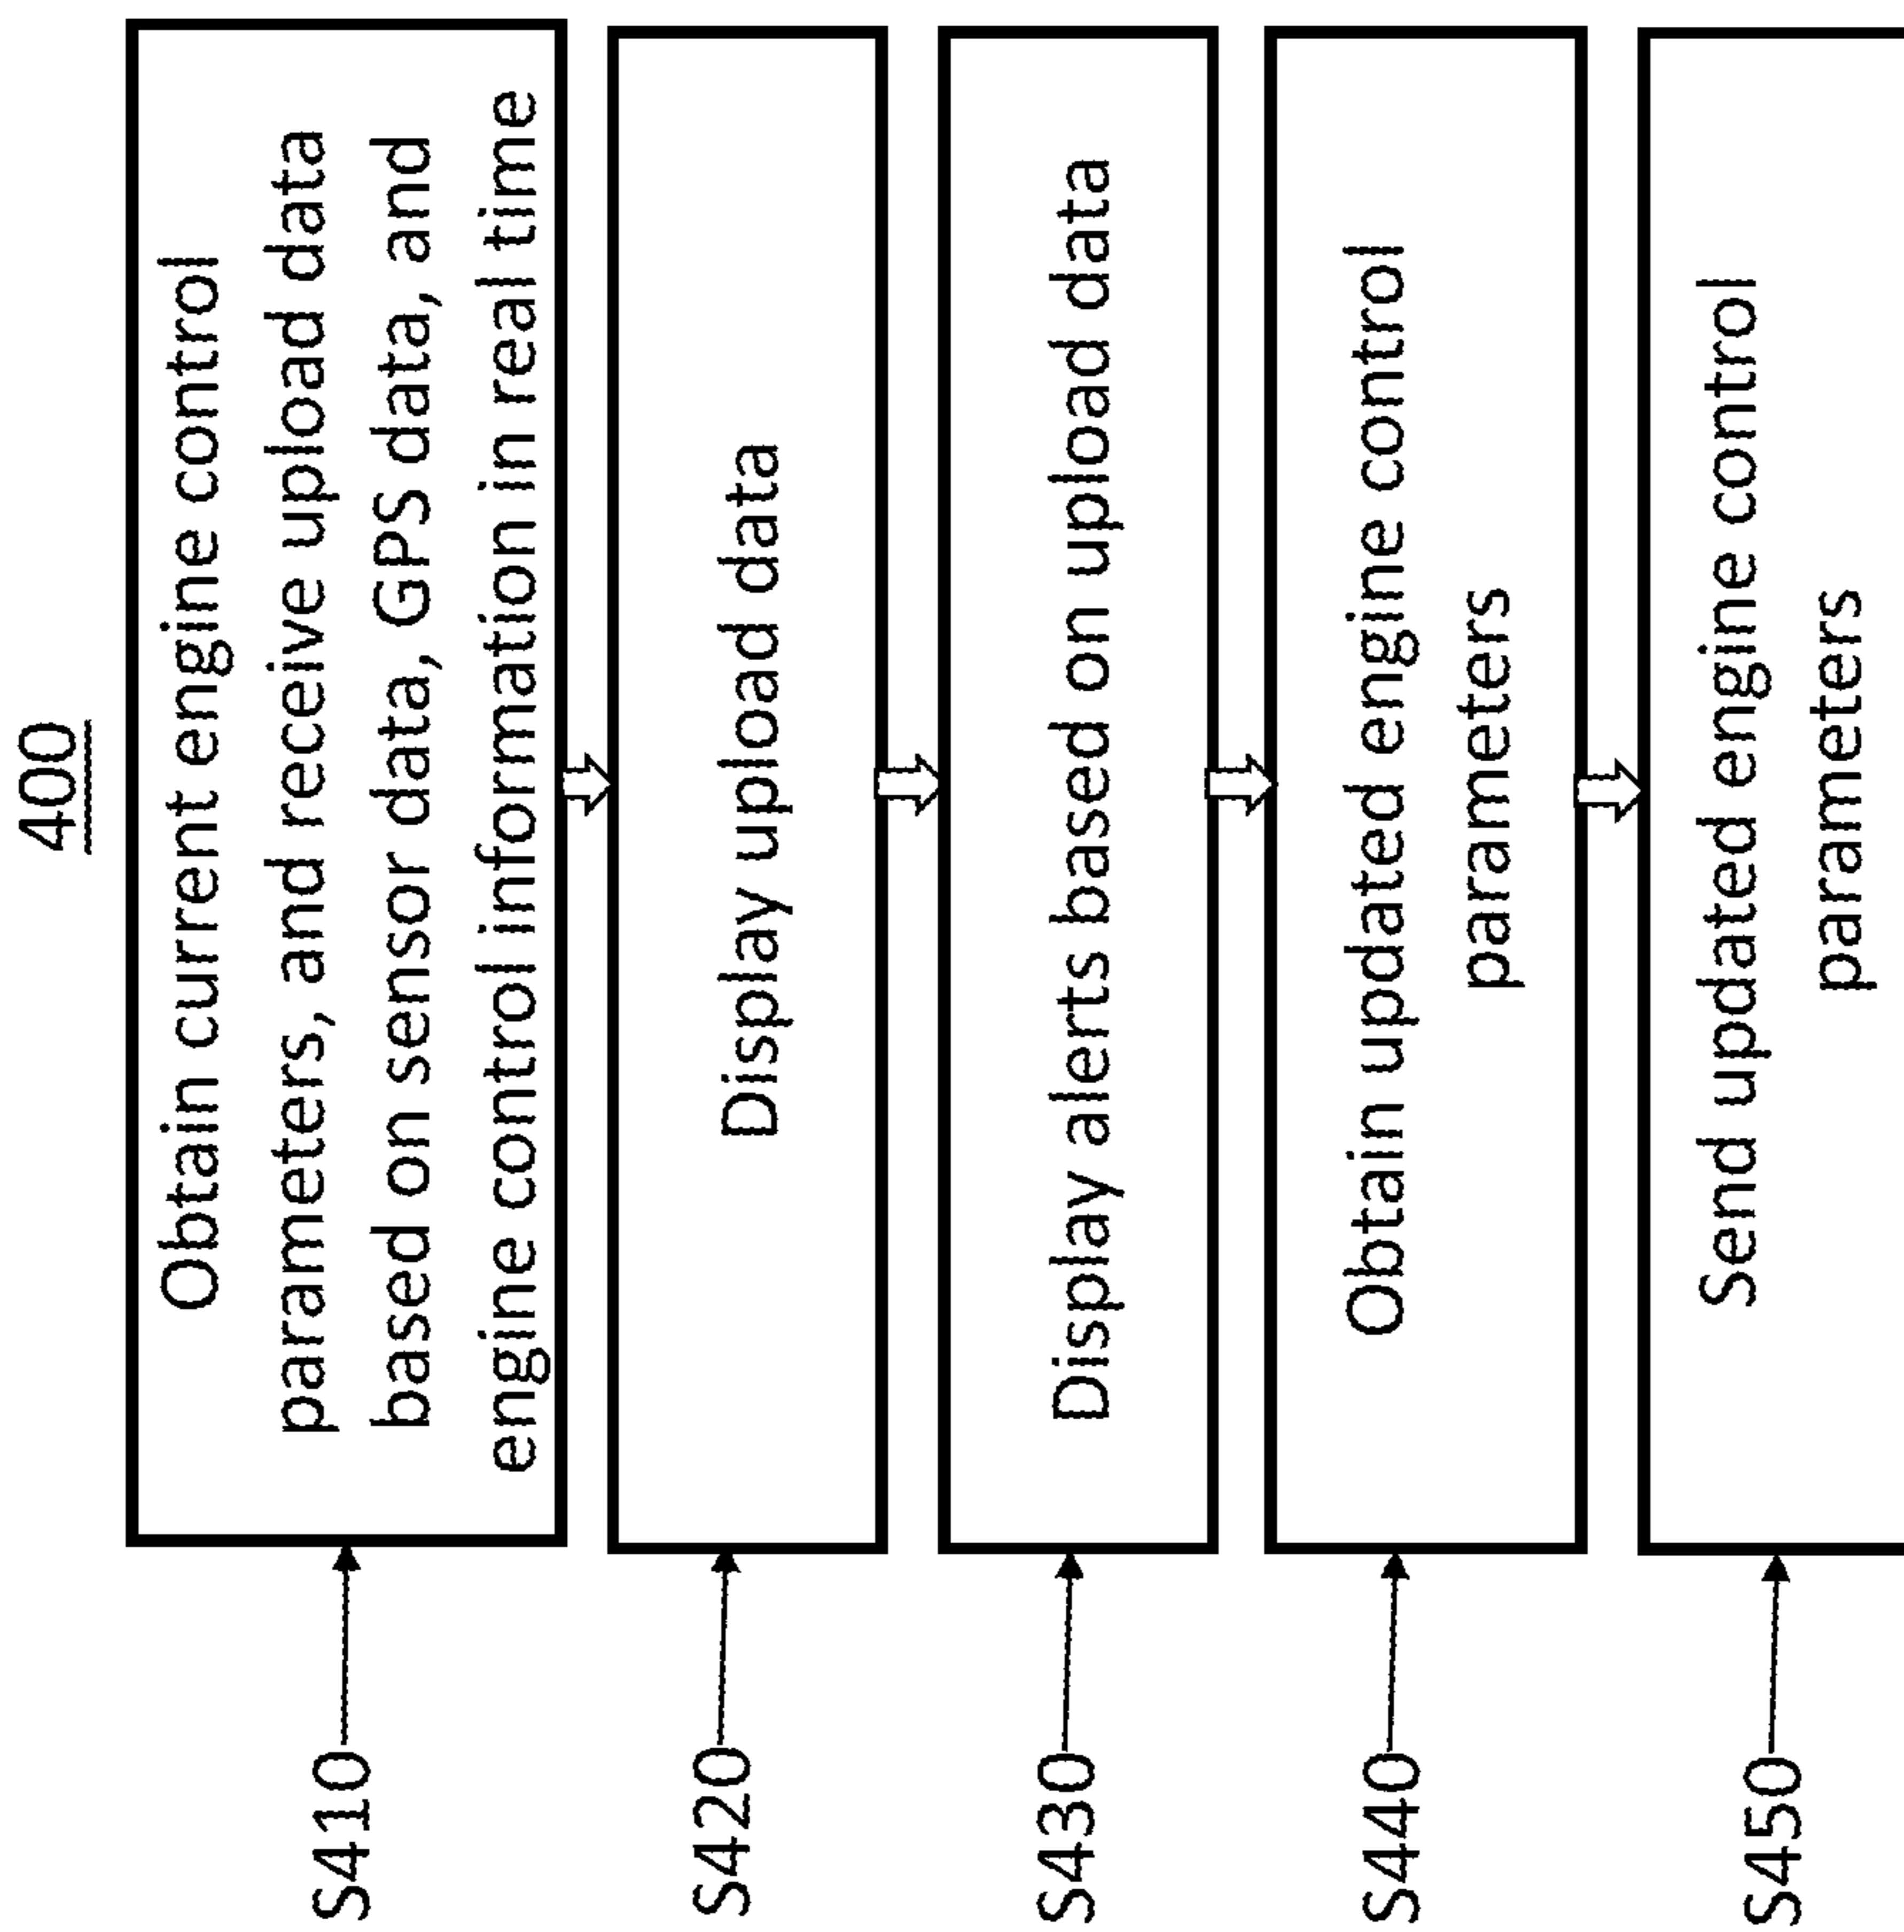 400
S410
Obtain current engine control
parameters, and receive upload data
based on sensor data, GPS data, and
engine control information in real time
S420
Display upload data
S430
Display alerts based on upload data
S440
Obtain updated engine control
parameters
S450
Send updated engine control
parameters